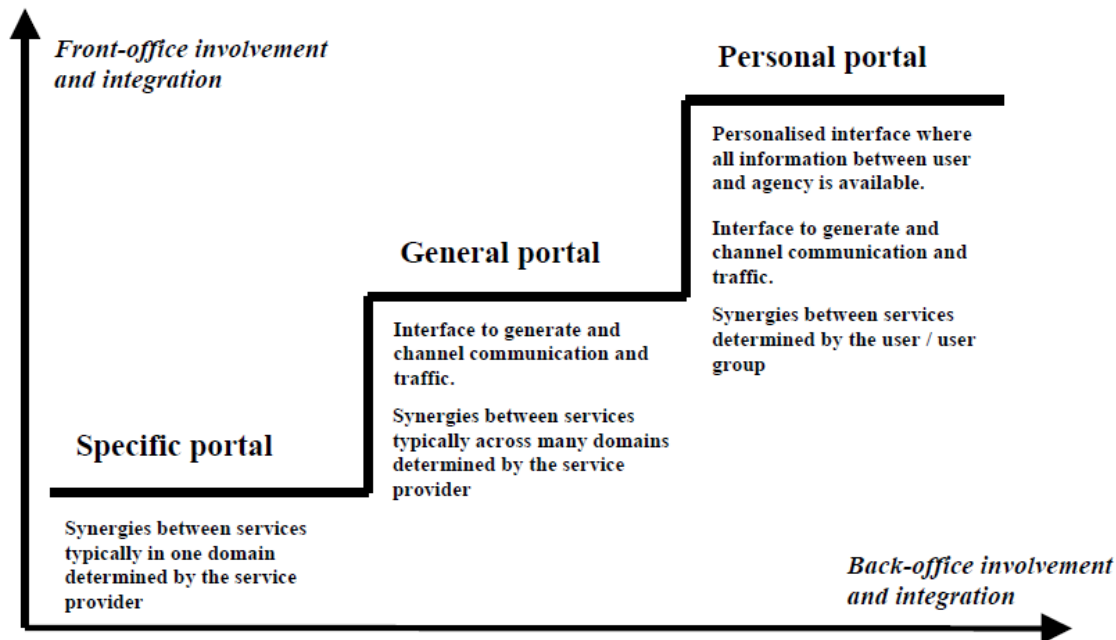 Front-office involvement
and integration
Personal portal
Personalised interface where
all information between user
and agency is available.
Interface to generate and
channel communication and
traffic.
Synergies between services
determined by the user / user
group
General portal
Interface to generate and
channel communication and
traffic.
Synergies between services
typically across many domains
determined by the service
provider
Specific portal
Synergies between services
typically in one domain
determined by the service
provider
Back-office involvement
and integration